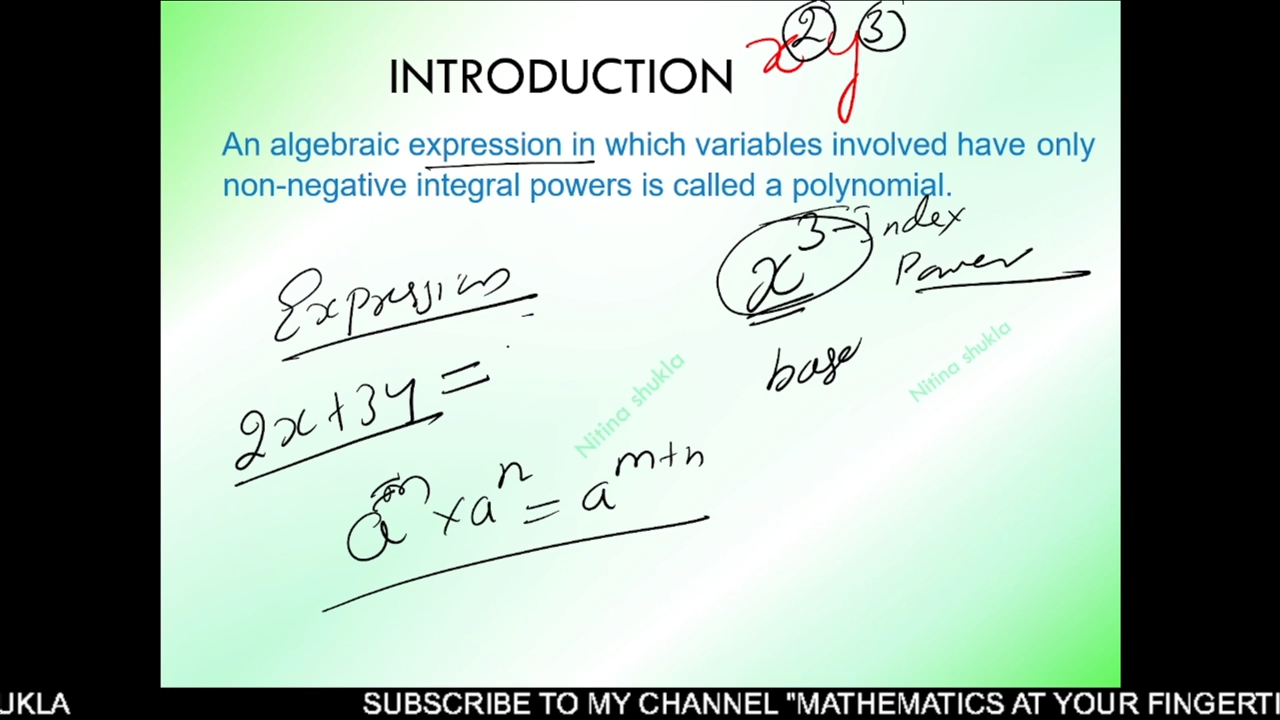 x²y³
INTRODUCTION
An algebraic expression in which variables involved have only
non-negative integral powers is called a polynomial.
x³ - Index
Power
base
Expression
2x+3y=
aᵐ × aⁿ = aᵐ⁺ⁿ
Nitina shukla
Nitina shukla
UKLA
SUBSCRIBE TO MY CHANNEL "MATHEMATICS AT YOUR FINGERTI